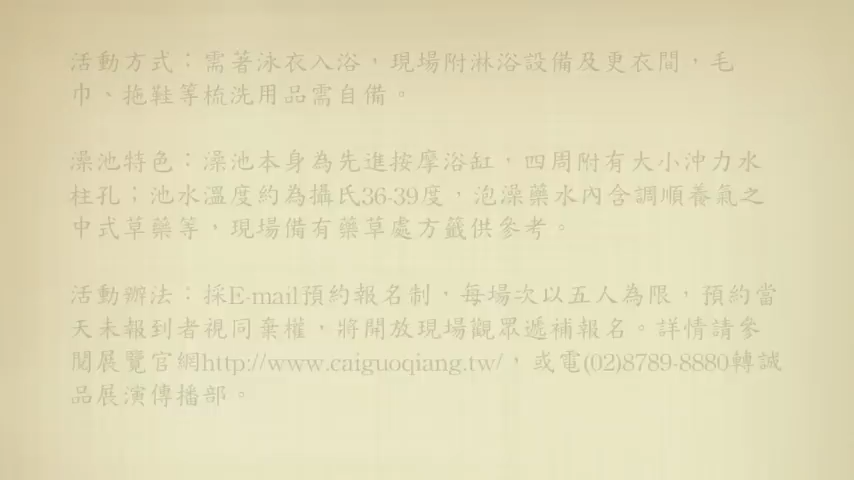 活動方式：需著泳衣入浴，現場附淋浴設備及更衣間，毛
巾、拖鞋等梳洗用品需自備。
澡池特色：澡池本身為先進按摩浴缸，四周附有大小沖力水
柱孔；池水溫度約為攝氏36-39度，泡澡藥水內含調順養氣之
中式草藥等，現場備有藥草處方籤供參考。
活動辦法：採E-mail預約報名制，每場次以五人為限，預約當
天未報到者視同棄權，將開放現場觀眾遞補報名。詳情請參
閱展覽官網http://www.caiguoqiang.tw/，或電(02)8789-8880轉誠
品展演傳播部。